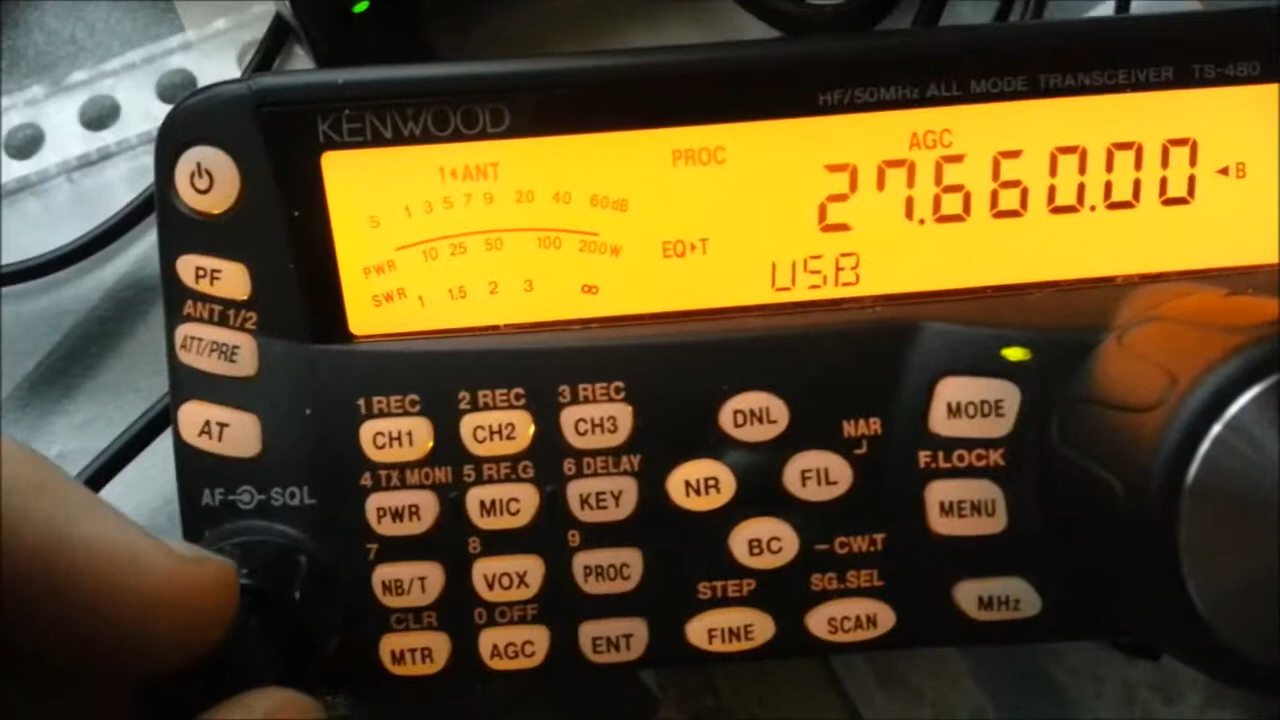 HF/50MHz ALL MODE TRANSCEIVER TS-480
KENWOOD
1◂ANT PROC AGC
S 1 3 5 7 9 20 40 60dB
27.660.00 ◂B
PWR 10 25 50 100 200W
EQ▸T
SWR 1 1.5 2 3 ∞
USB
PF
ANT 1/2
ATT/PRE
AT
AF SQL
1 REC 2 REC 3 REC
CH1 CH2 CH3
4 TX MONI 5 RF.G 6 DELAY
PWR MIC KEY
7 8 9
NB/T VOX PROC
CLR 0 OFF
MTR AGC ENT
DNL
NAR
NR FIL
BC – CW.T
STEP SG.SEL
FINE SCAN
MODE
F.LOCK
MENU
MHz